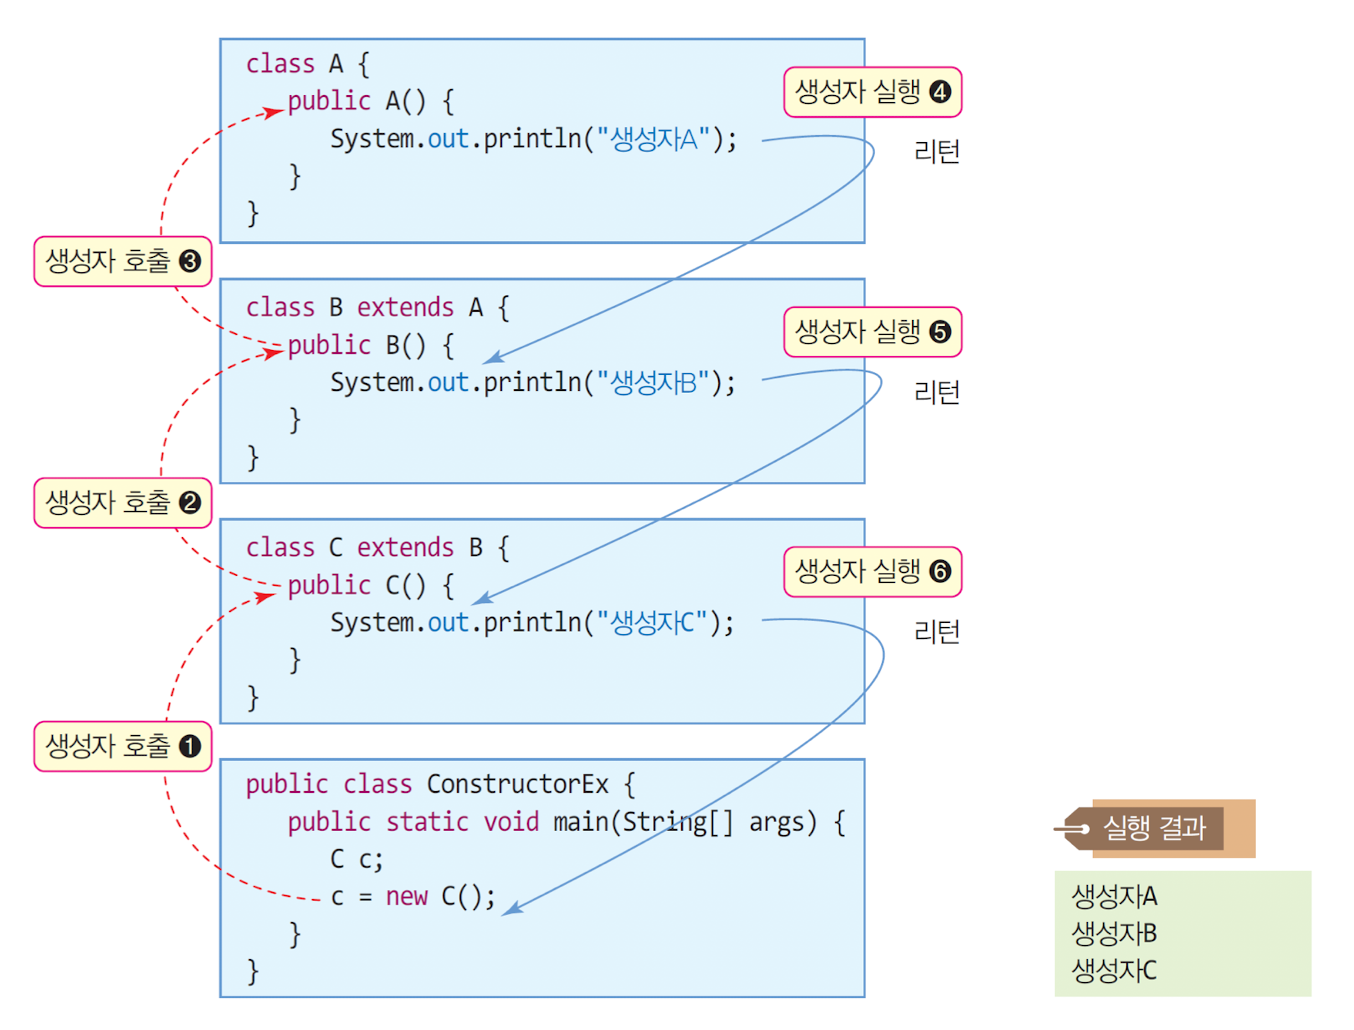 class A {
public A() {
System.out.println("생성자A");
}
}
생성자 실행 ❹
리턴
생성자 호출 ❸
class B extends A {
public B() {
System.out.println("생성자B");
}
}
생성자 실행 ❺
리턴
생성자 호출 ❷
class C extends B {
public C() {
System.out.println("생성자C");
}
}
생성자 실행 ❻
리턴
생성자 호출 ❶
public class ConstructorEx {
public static void main(String[] args) {
C c;
c = new C();
}
}
실행 결과
생성자A
생성자B
생성자C